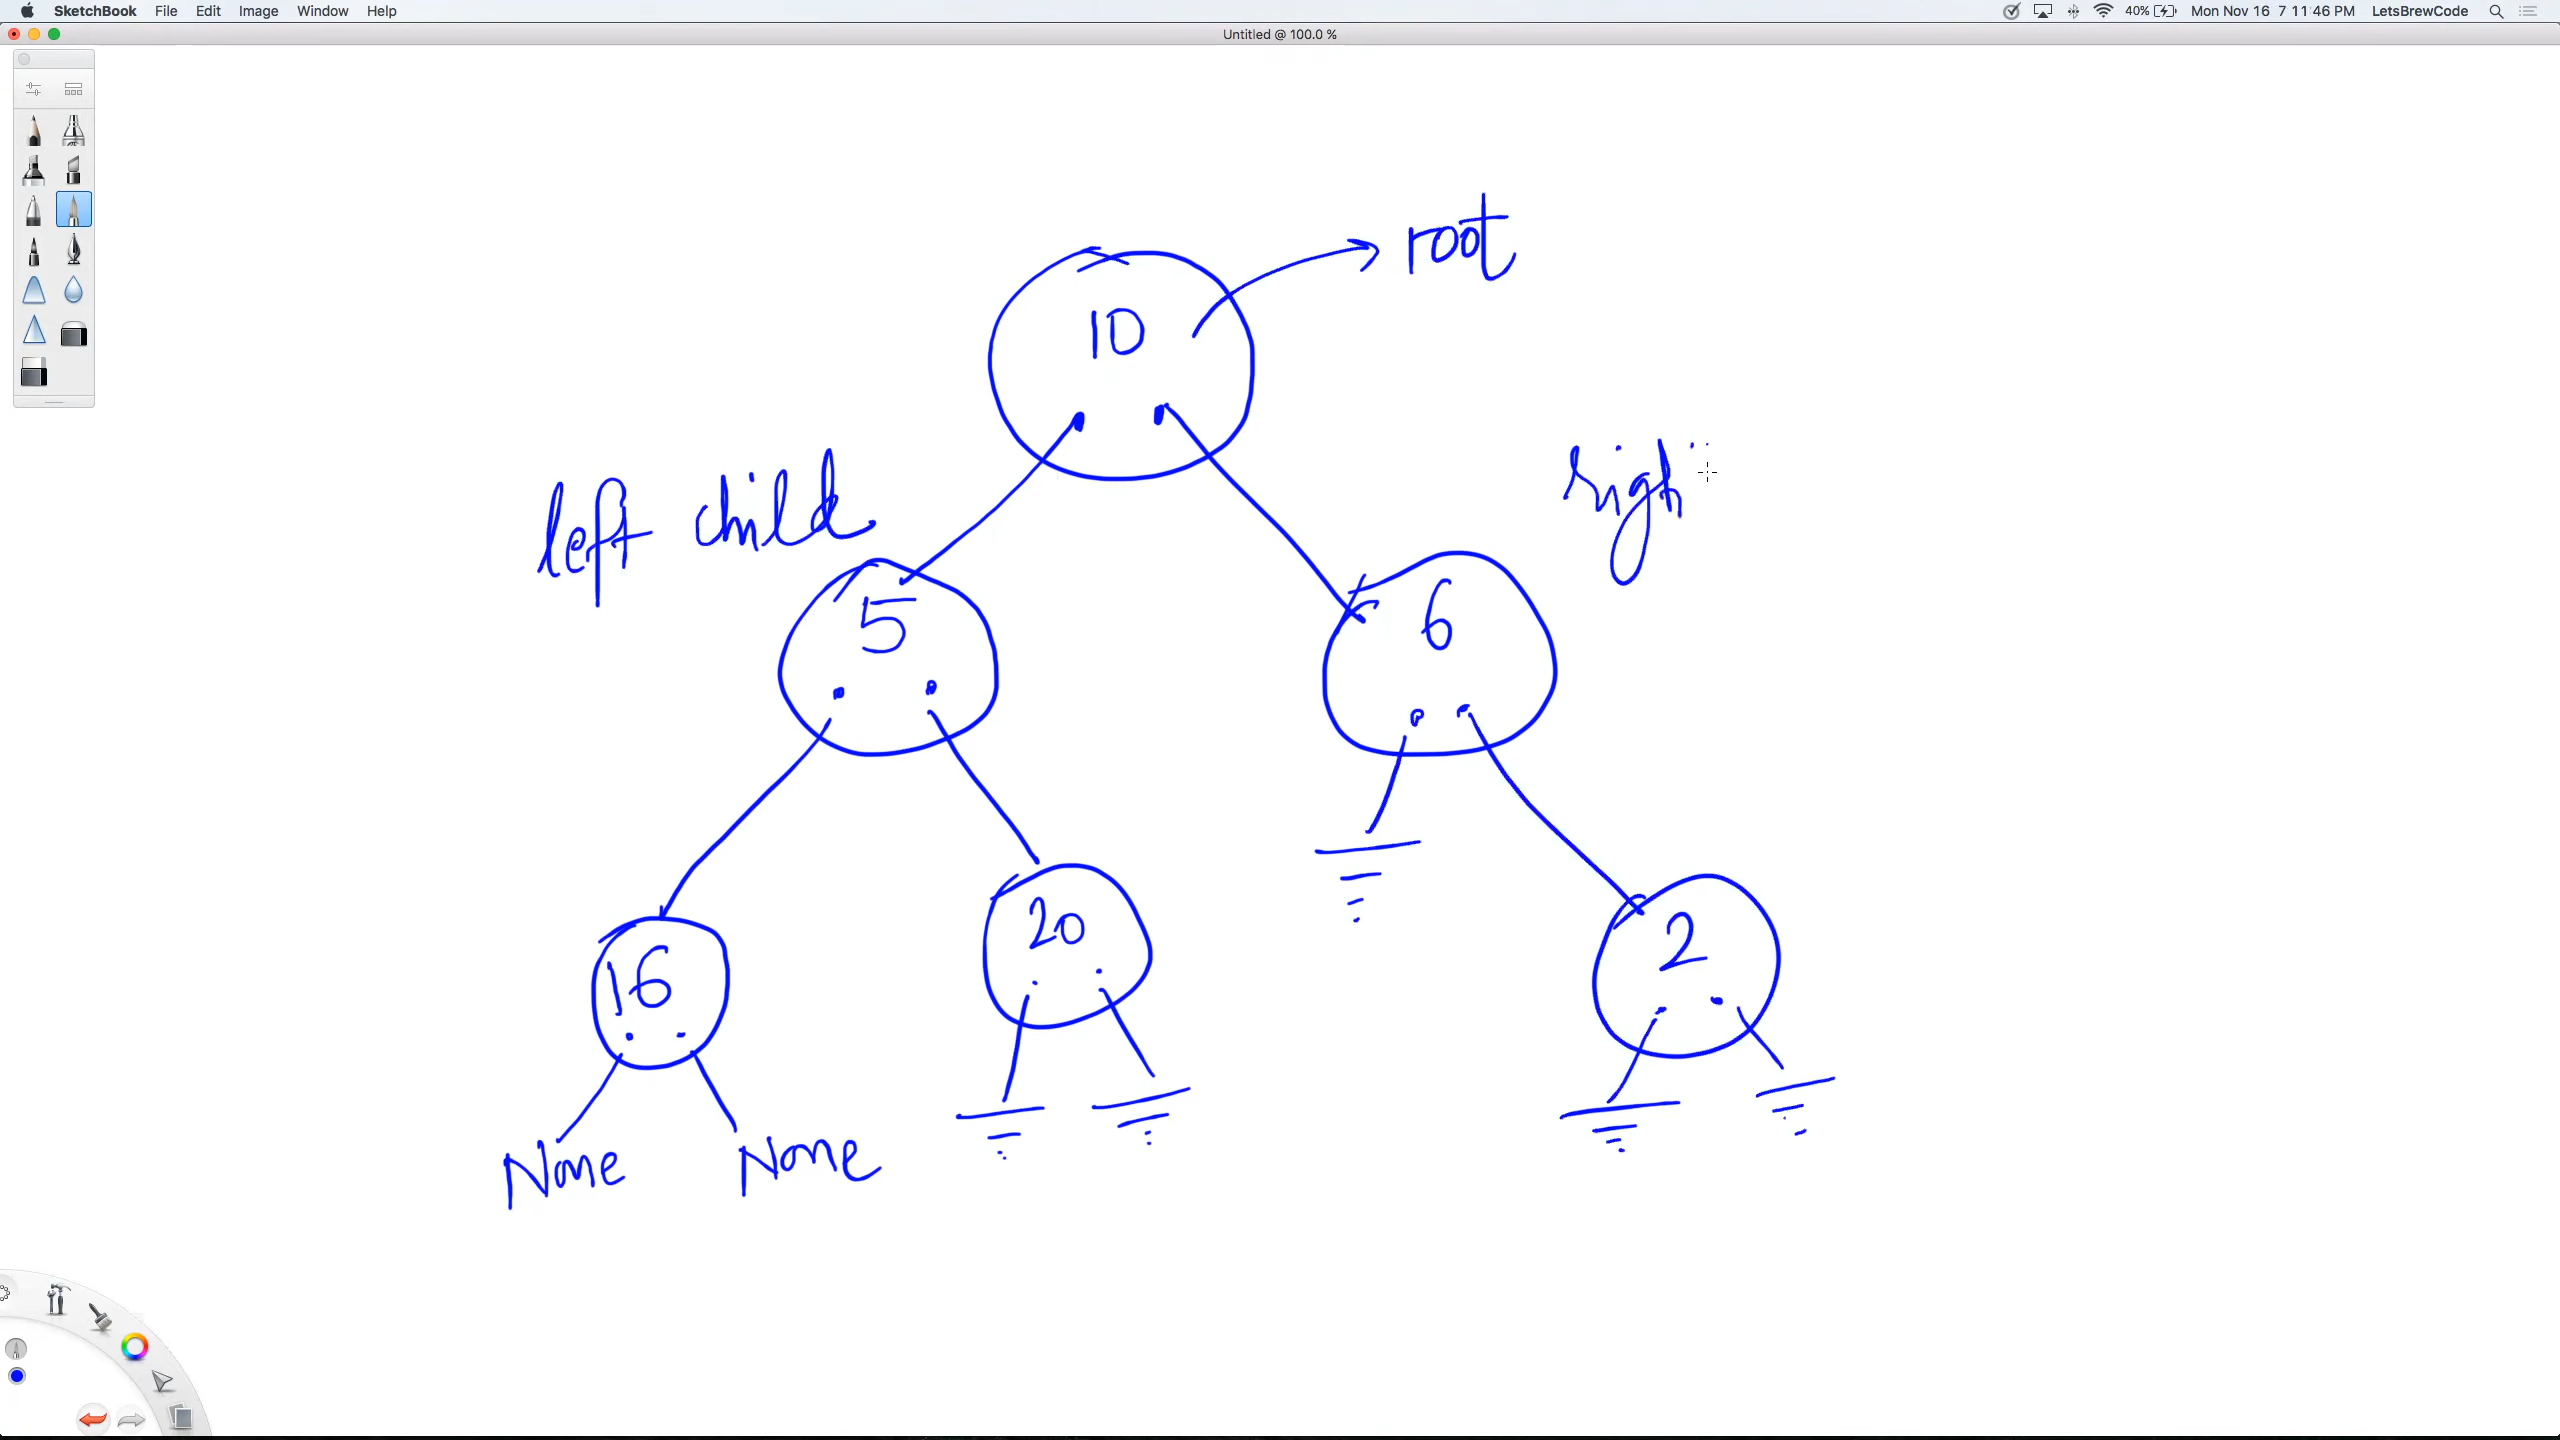 SketchBook File Edit Image Window Help 40% Mon Nov 16 7 11:46 PM LetsBrewCode
Untitled @ 100.0 %
root
10
left child
righ
5
6
16
20
2
None
None